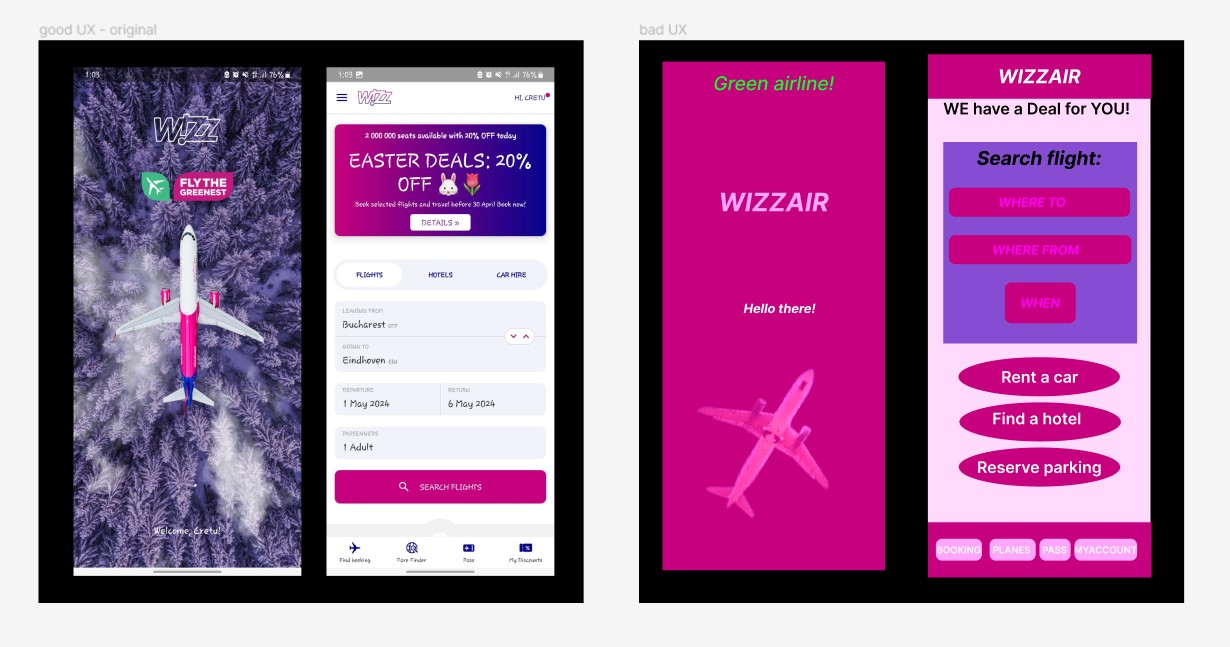 good UX - original
1:03
76%
WIZZ
FLY THE
GREENEST
Welcome, Cretu!
1:03
76%
WIZZ
HI, CRETU
2 000 000 seats available with 20% OFF today
EASTER DEALS: 20%
OFF 🐰🌷
Book selected flights and travel before 30 April Book now!
DETAILS »
FLIGHTS
HOTELS
CAR HIRE
LEAVING FROM
Bucharest OTP
GOING TO
Eindhoven EIN
DEPARTURE
1 May 2024
RETURN
6 May 2024
PASSENGERS
1 Adult
SEARCH FLIGHTS
Find booking
Fare Finder
Pass
My Discounts
bad UX
Green airline!
WIZZAIR
Hello there!
WIZZAIR
WE have a Deal for YOU!
Search flight:
WHERE TO
WHERE FROM
WHEN
Rent a car
Find a hotel
Reserve parking
BOOKING
PLANES
PASS
MYACCOUNT